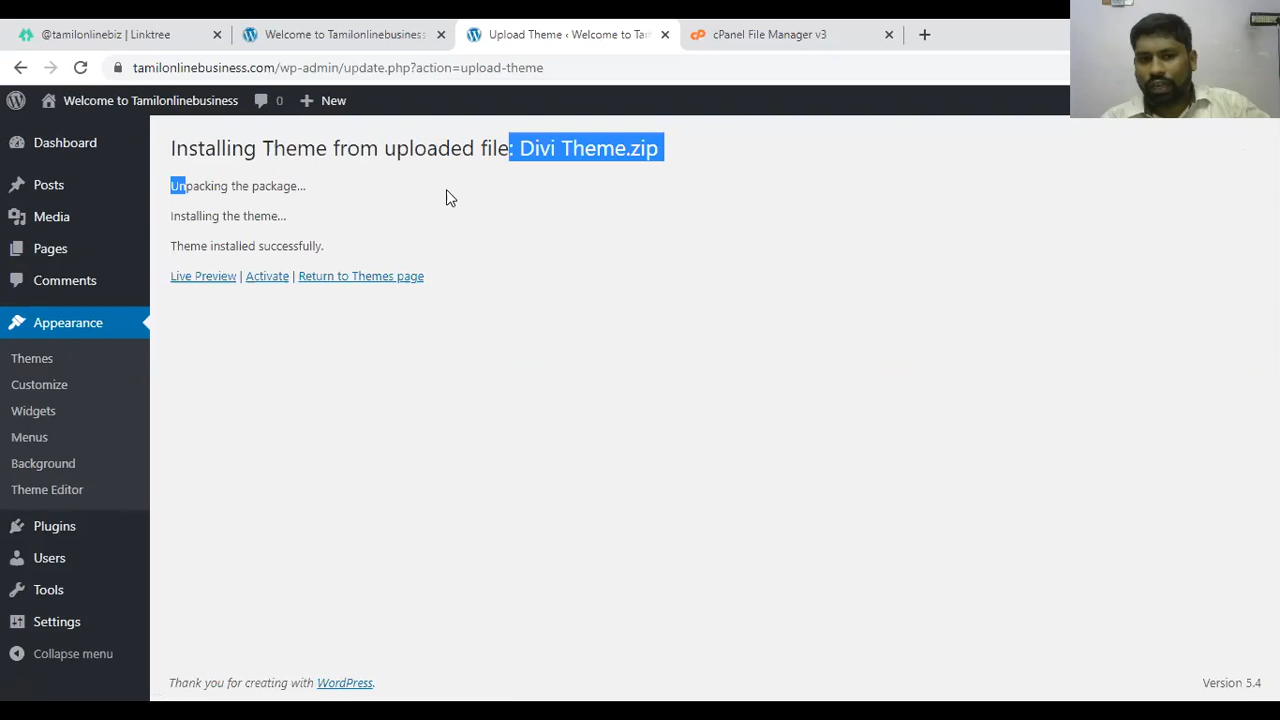 @tamilonlinebiz | Linktree
Welcome to Tamilonlinebusiness
Upload Theme ‹ Welcome to Tam
cPanel File Manager v3
tamilonlinebusiness.com/wp-admin/update.php?action=upload-theme
Welcome to Tamilonlinebusiness 0 New
Dashboard
Posts
Media
Pages
Comments
Appearance
Themes
Customize
Widgets
Menus
Background
Theme Editor
Plugins
Users
Tools
Settings
Collapse menu
Installing Theme from uploaded file: Divi Theme.zip
Unpacking the package...
Installing the theme...
Theme installed successfully.
Live Preview | Activate | Return to Themes page
Thank you for creating with WordPress.
Version 5.4